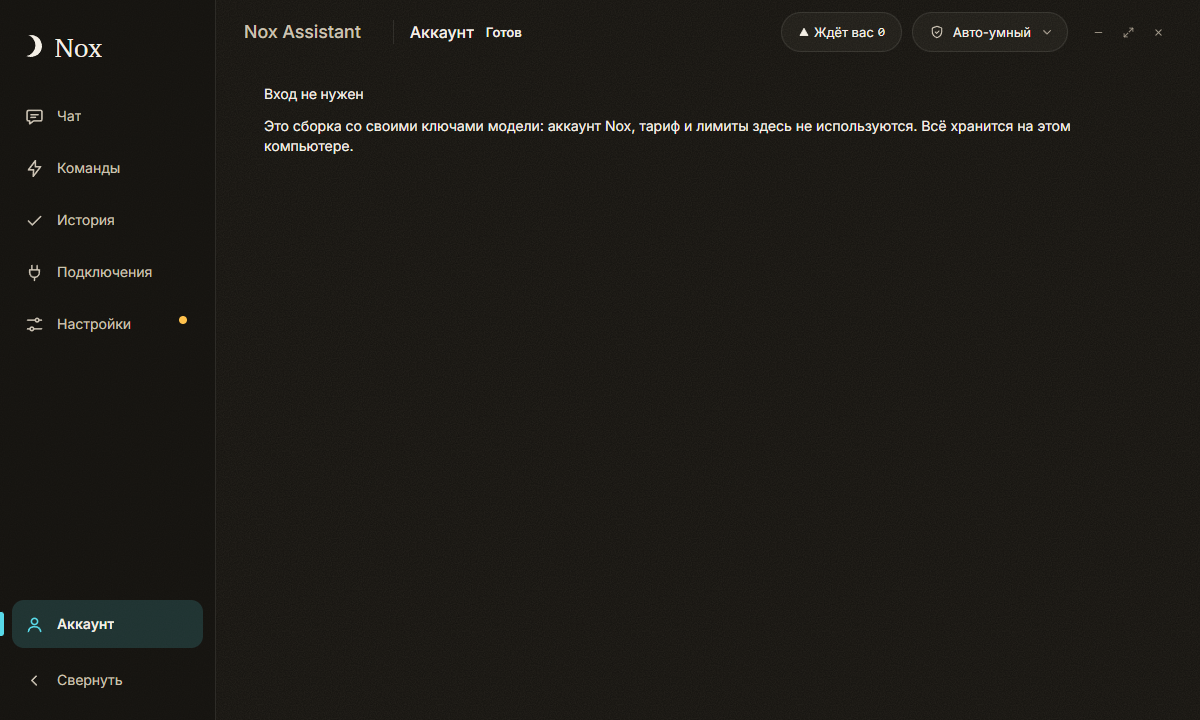 Nox
Nox Assistant
Аккаунт Готов
Ждёт вас 0
Авто-умный
Чат
Команды
История
Подключения
Настройки
Вход не нужен
Это сборка со своими ключами модели: аккаунт Nox, тариф и лимиты здесь не используются. Всё хранится на этом
компьютере.
Аккаунт
Свернуть